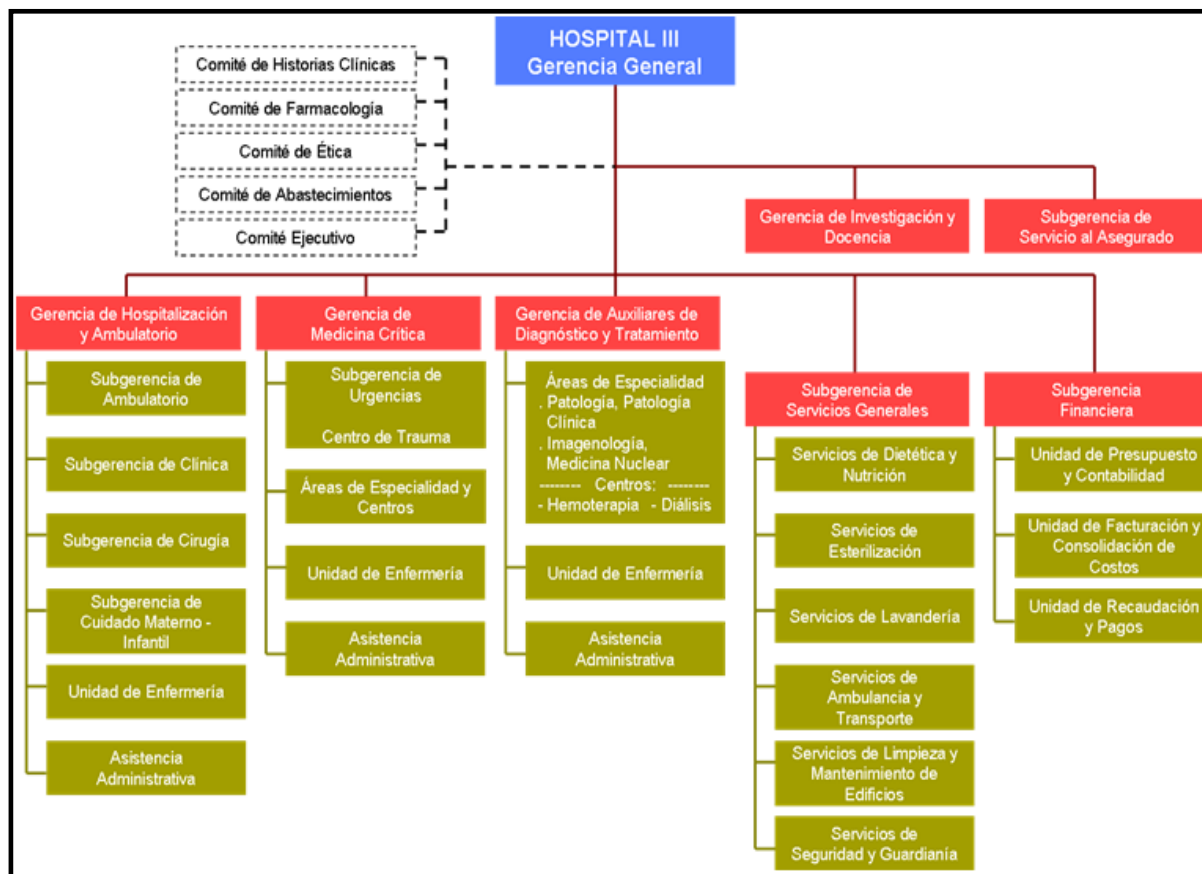 HOSPITAL III
Gerencia General
Comité de Historias Clínicas
Comité de Farmacología
Comité de Ética
Comité de Abastecimientos
Comité Ejecutivo
Gerencia de Investigación y
Docencia
Subgerencia de
Servicio al Asegurado
Gerencia de Hospitalización
y Ambulatorio
Subgerencia de
Ambulatorio
Subgerencia de Clínica
Subgerencia de Cirugía
Subgerencia de
Cuidado Materno -
Infantil
Unidad de Enfermería
Asistencia
Administrativa
Gerencia de
Medicina Crítica
Subgerencia de
Urgencias
Centro de Trauma
Áreas de Especialidad y
Centros
Unidad de Enfermería
Asistencia
Administrativa
Gerencia de Auxiliares de
Diagnóstico y Tratamiento
Áreas de Especialidad
. Patología, Patología
Clínica
. Imagenología,
Medicina Nuclear
-------- Centros: --------
- Hemoterapia - Diálisis
Unidad de Enfermería
Asistencia
Administrativa
Subgerencia de
Servicios Generales
Servicios de Dietética y
Nutrición
Servicios de
Esterilización
Servicios de Lavandería
Servicios de
Ambulancia y
Transporte
Servicios de Limpieza y
Mantenimiento de
Edificios
Servicios de
Seguridad y Guardianía
Subgerencia
Financiera
Unidad de Presupuesto
y Contabilidad
Unidad de Facturación y
Consolidación de
Costos
Unidad de Recaudación
y Pagos